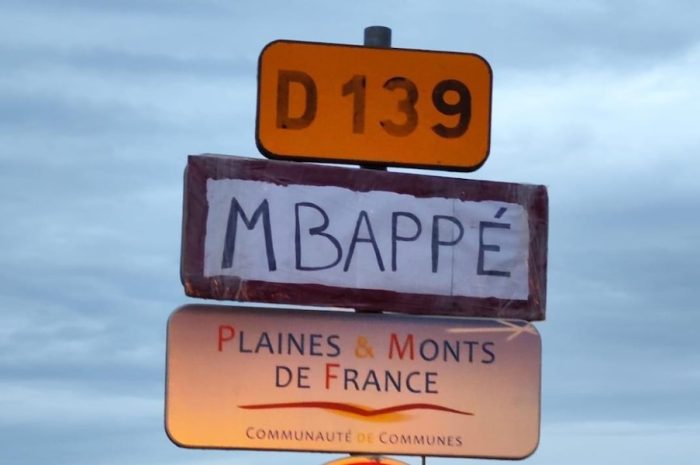 D 139
MBAPPÉ
PLAINES & MONTS
DE FRANCE
COMMUNAUTÉ DE COMMUNES